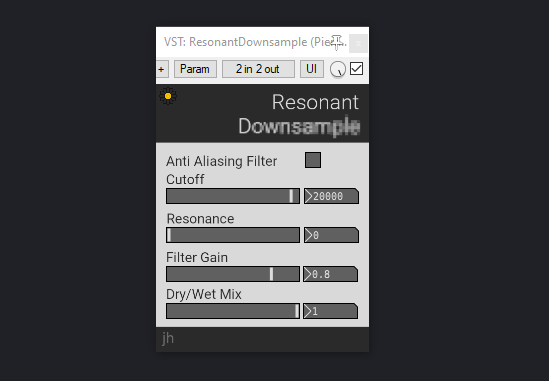 VST: ResonantDownsample (Pie
+ Param 2 in 2 out UI
Resonant
Downsample
Anti Aliasing Filter
Cutoff
20000
Resonance
0
Filter Gain
0.8
Dry/Wet Mix
1
jh